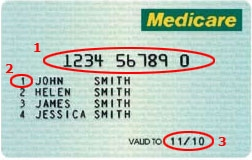 Medicare
1
1234 56789 0
2
1 JOHN SMITH
2 HELEN SMITH
3 JAMES SMITH
4 JESSICA SMITH
VALID TO 11/10 3